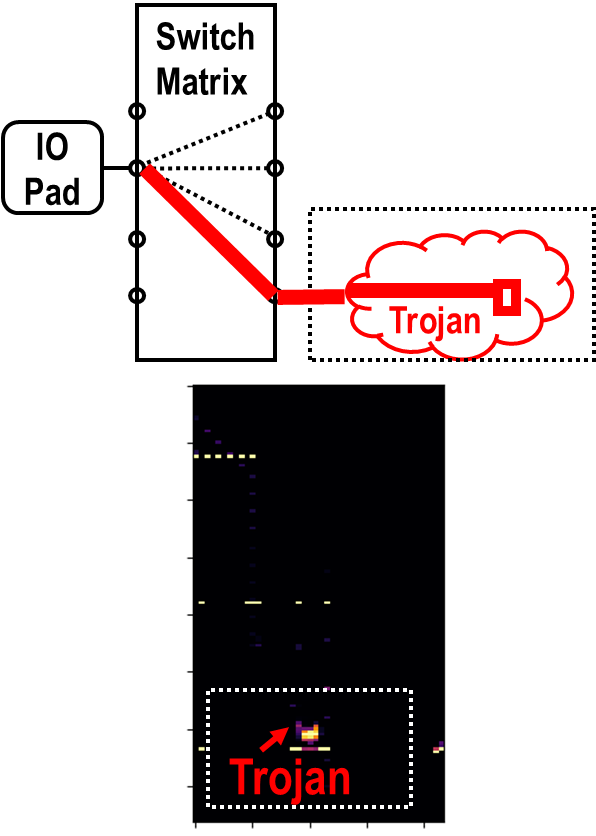 Switch
Matrix
IO
Pad
Trojan
Trojan